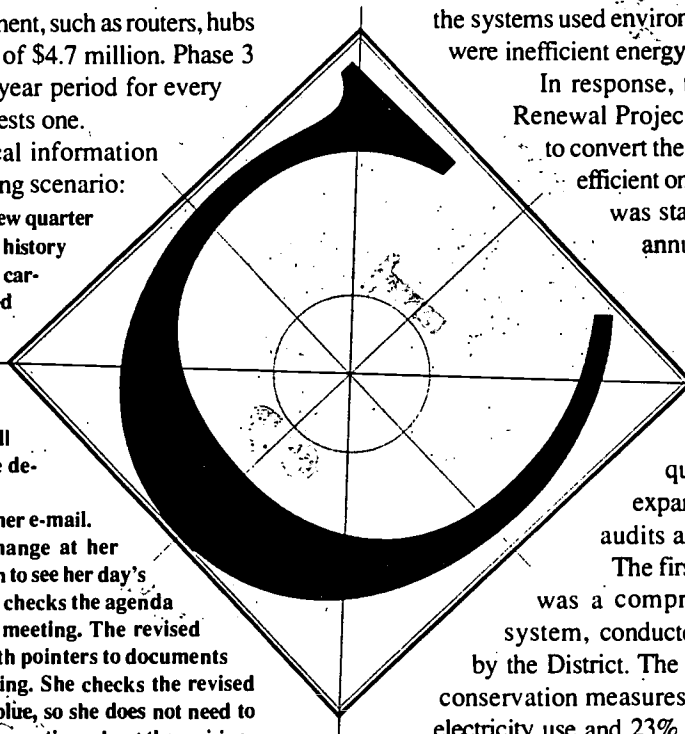 nent, such as routers, hubs
of $4.7 million. Phase 3
year period for every
ests one.
cal information
ng scenario:
ew quarter
history
car-
d
ll
de-
her e-mail.
hange at her
n to see her day's
checks the agenda
meeting. The revised
th pointers to documents
ing. She checks the revised
blue, so she does not need to
C
the systems used environ
were inefficient energy
In response,
Renewal Projec
to convert the
efficient or
was sta
annu
qu
expan
audits a
The firs
was a compr
system, conducte
by the District. The
conservation measures
electricity use and 23%